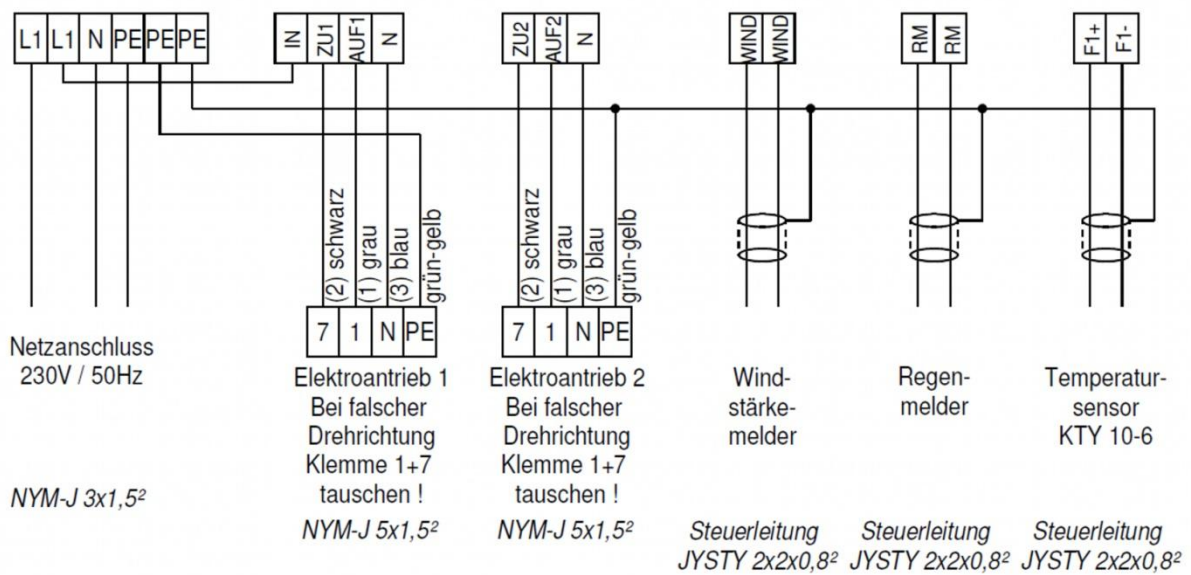 L1 L1 N PE PE PE
IN ZU1 AUF1 N
ZU2 AUF2 N
WIND WIND
RM RM
F1+ F1-
(2) schwarz
(1) grau
(3) blau
grün-gelb
(2) schwarz
(1) grau
(3) blau
grün-gelb
7 1 N PE
7 1 N PE
Netzanschluss
230V / 50Hz
NYM-J 3x1,5²
Elektroantrieb 1
Bei falscher
Drehrichtung
Klemme 1+7
tauschen !
NYM-J 5x1,5²
Elektroantrieb 2
Bei falscher
Drehrichtung
Klemme 1+7
tauschen !
NYM-J 5x1,5²
Wind-
stärke-
melder
Steuerleitung
JYSTY 2x2x0,8²
Regen-
melder
Steuerleitung
JYSTY 2x2x0,8²
Temperatur-
sensor
KTY 10-6
Steuerleitung
JYSTY 2x2x0,8²